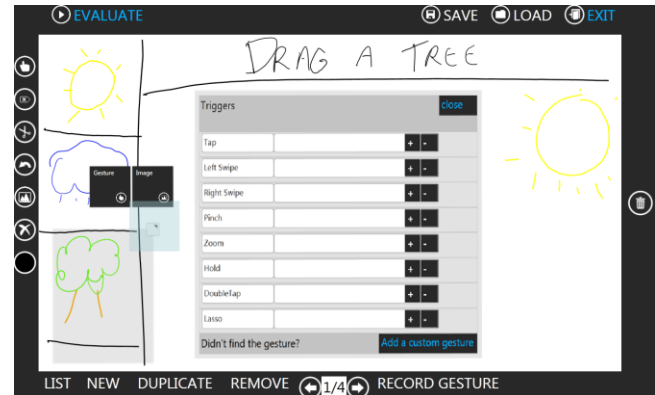 EVALUATE SAVE LOAD EXIT
DRAG A TREE
Triggers close
Tap + -
Left Swipe + -
Right Swipe + -
Gesture Image
Pinch + -
Zoom + -
Hold + -
DoubleTap + -
Lasso + -
Didn't find the gesture? Add a custom gesture
LIST NEW DUPLICATE REMOVE 1/4 RECORD GESTURE